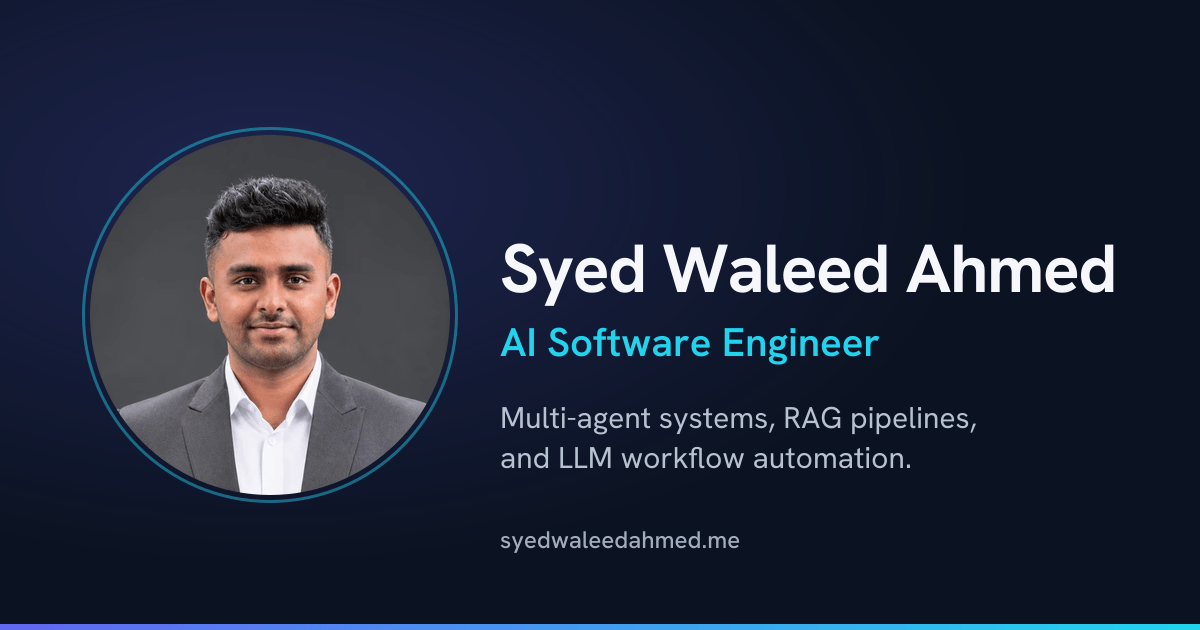 Syed Waleed Ahmed
AI Software Engineer
Multi-agent systems, RAG pipelines,
and LLM workflow automation.
syedwaleedahmed.me